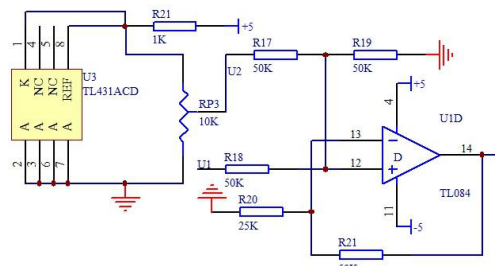 R21
1K
+5
1
4
5
8
K
NC
NC
REF
U3
TL431ACD
A
A
A
A
2
3
6
7
RP3
10K
U2
R17
50K
R19
50K
U1
R18
50K
R20
25K
+5
4
13
12
D
14
U1D
TL084
11
-5
R21